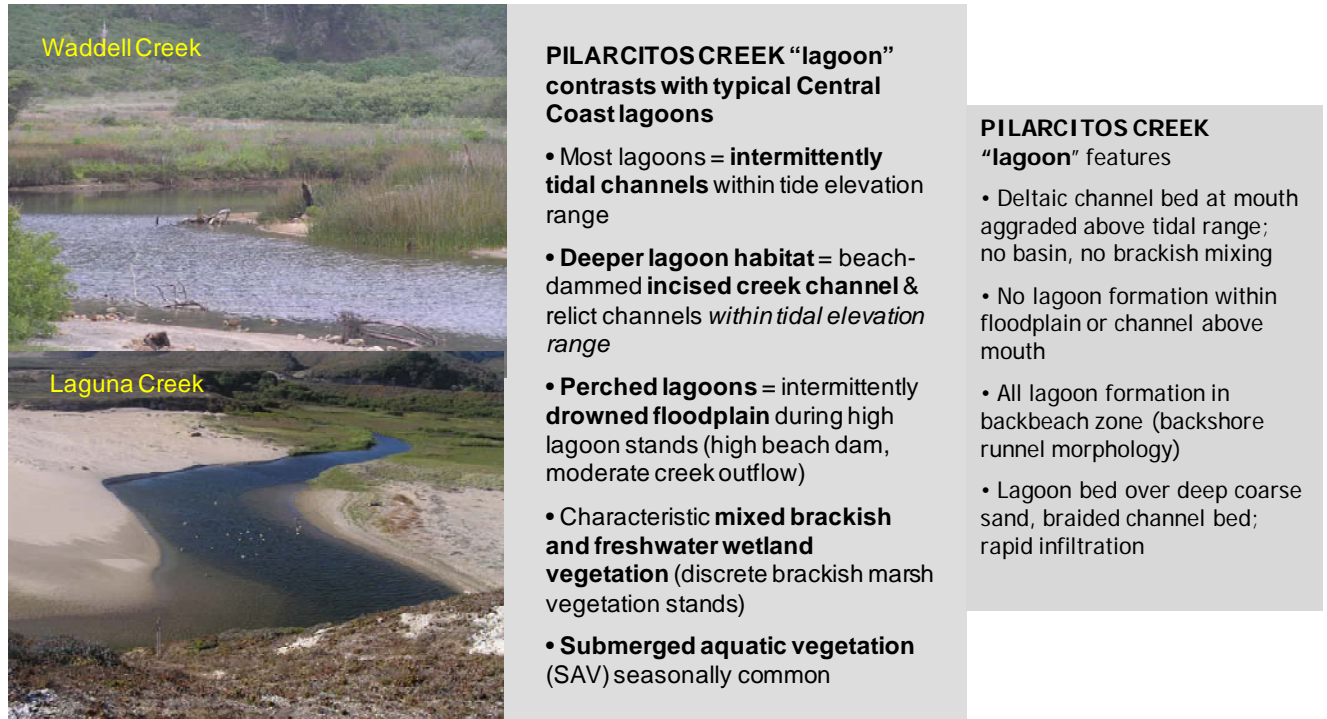 Waddell Creek
Laguna Creek
PILARCITOS CREEK “lagoon”
contrasts with typical Central
Coast lagoons
• Most lagoons = intermittently
tidal channels within tide elevation
range
• Deeper lagoon habitat = beach-
dammed incised creek channel &
relict channels within tidal elevation
range
• Perched lagoons = intermittently
drowned floodplain during high
lagoon stands (high beach dam,
moderate creek outflow)
• Characteristic mixed brackish
and freshwater wetland
vegetation (discrete brackish marsh
vegetation stands)
• Submerged aquatic vegetation
(SAV) seasonally common
PILARCITOS CREEK
“lagoon” features
• Deltaic channel bed at mouth
aggraded above tidal range;
no basin, no brackish mixing
• No lagoon formation within
floodplain or channel above
mouth
• All lagoon formation in
backbeach zone (backshore
runnel morphology)
• Lagoon bed over deep coarse
sand, braided channel bed;
rapid infiltration